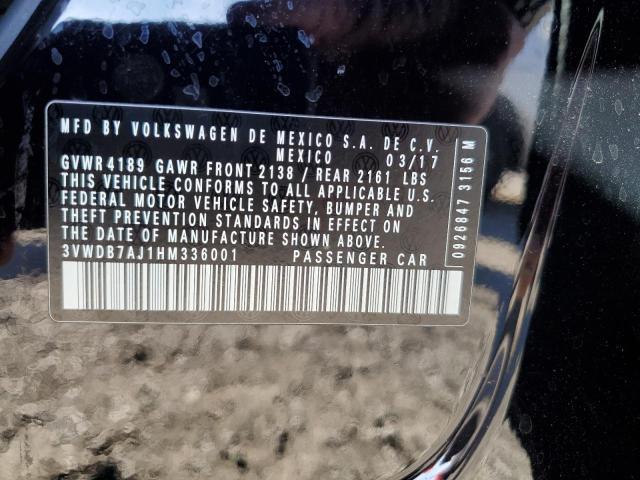 MFD BY VOLKSWAGEN DE MEXICO S.A. DE C.V.
MEXICO 03/17
GVWR 4189 GAWR FRONT 2138 / REAR 2161 LBS
THIS VEHICLE CONFORMS TO ALL APPLICABLE U.S.
FEDERAL MOTOR VEHICLE SAFETY, BUMPER AND
THEFT PREVENTION STANDARDS IN EFFECT ON
THE DATE OF MANUFACTURE SHOWN ABOVE.
3VWDB7AJ1HM336001 PASSENGER CAR
0926847 3156 M